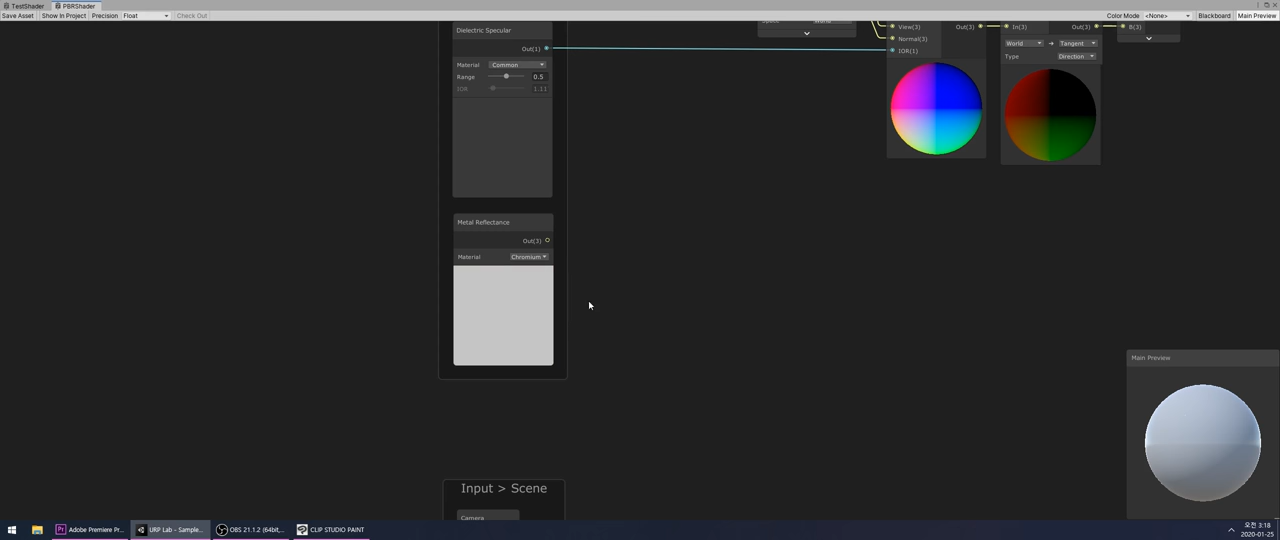 TestShader
PBRShader
Save Asset
Show In Project
Precision
Float
Check Out
Color Mode
<None>
Blackboard
Main Preview
Dielectric Specular
Out(1)
Material
Common
Range
0.5
IOR
1.11
View(3)
Out(3)
Normal(3)
IOR(1)
In(3)
Out(3)
World
Tangent
Type
Direction
B(3)
Metal Reflectance
Out(3)
Material
Chromium
Main Preview
Input > Scene
Camera
Adobe Premiere Pr...
URP Lab - Sample...
OBS 21.1.2 (64bit,...
CLIP STUDIO PAINT
오전 3:18
2020-01-25